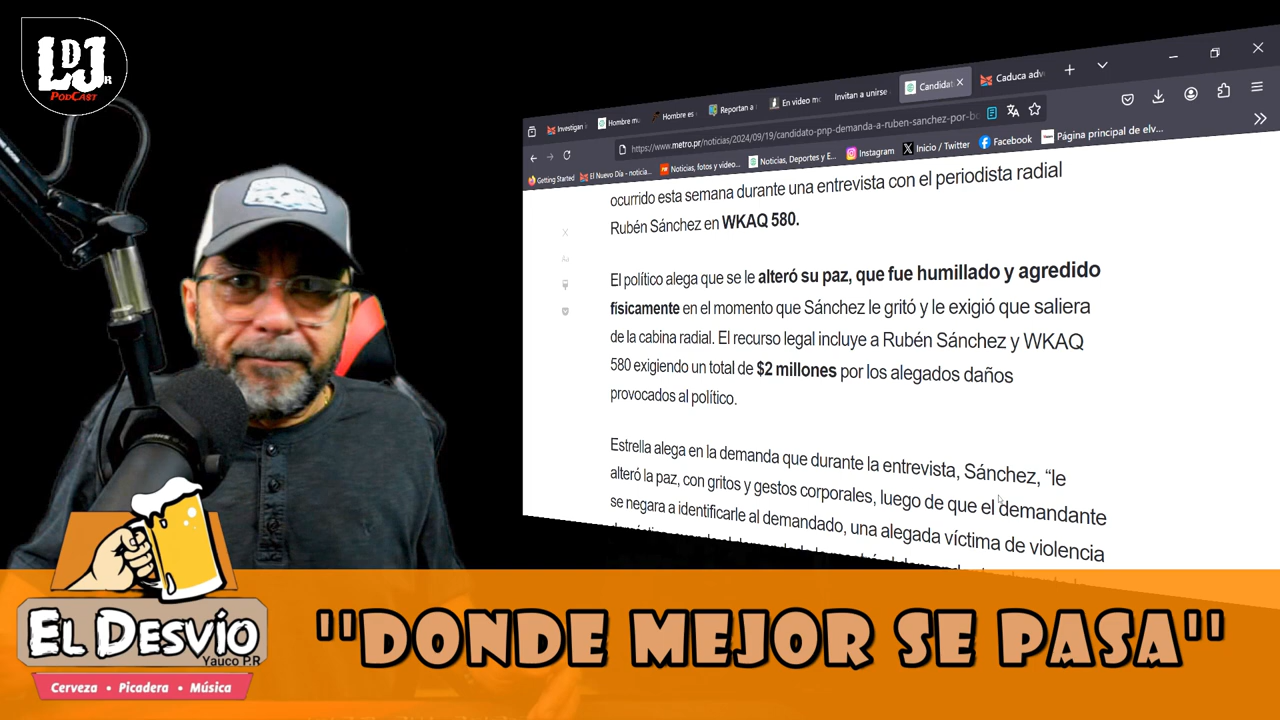 LDJR
PodCast
Investigan
Hombre mu
Hombre es
Reportan a
En video mo
Invitan a unirse
Candidat
Caduca adve
https://www.metro.pr/noticias/2024/09/19/candidato-pnp-demanda-a-ruben-sanchez-por-bo
Getting Started
El Nuevo Día - noticia...
Noticias, fotos y video...
Noticias, Deportes y E...
Instagram
Inicio / Twitter
Facebook
Página principal de elv...
ocurrido esta semana durante una entrevista con el periodista radial
Rubén Sánchez en WKAQ 580.
El político alega que se le alteró su paz, que fue humillado y agredido
físicamente en el momento que Sánchez le gritó y le exigió que saliera
de la cabina radial. El recurso legal incluye a Rubén Sánchez y WKAQ
580 exigiendo un total de $2 millones por los alegados daños
provocados al político.
Estrella alega en la demanda que durante la entrevista, Sánchez, “le
alteró la paz, con gritos y gestos corporales, luego de que el demandante
se negara a identificarle al demandado, una alegada víctima de violencia
EL DESVÍO
Yauco P.R
Cerveza • Picadera • Música
"DONDE MEJOR SE PASA"